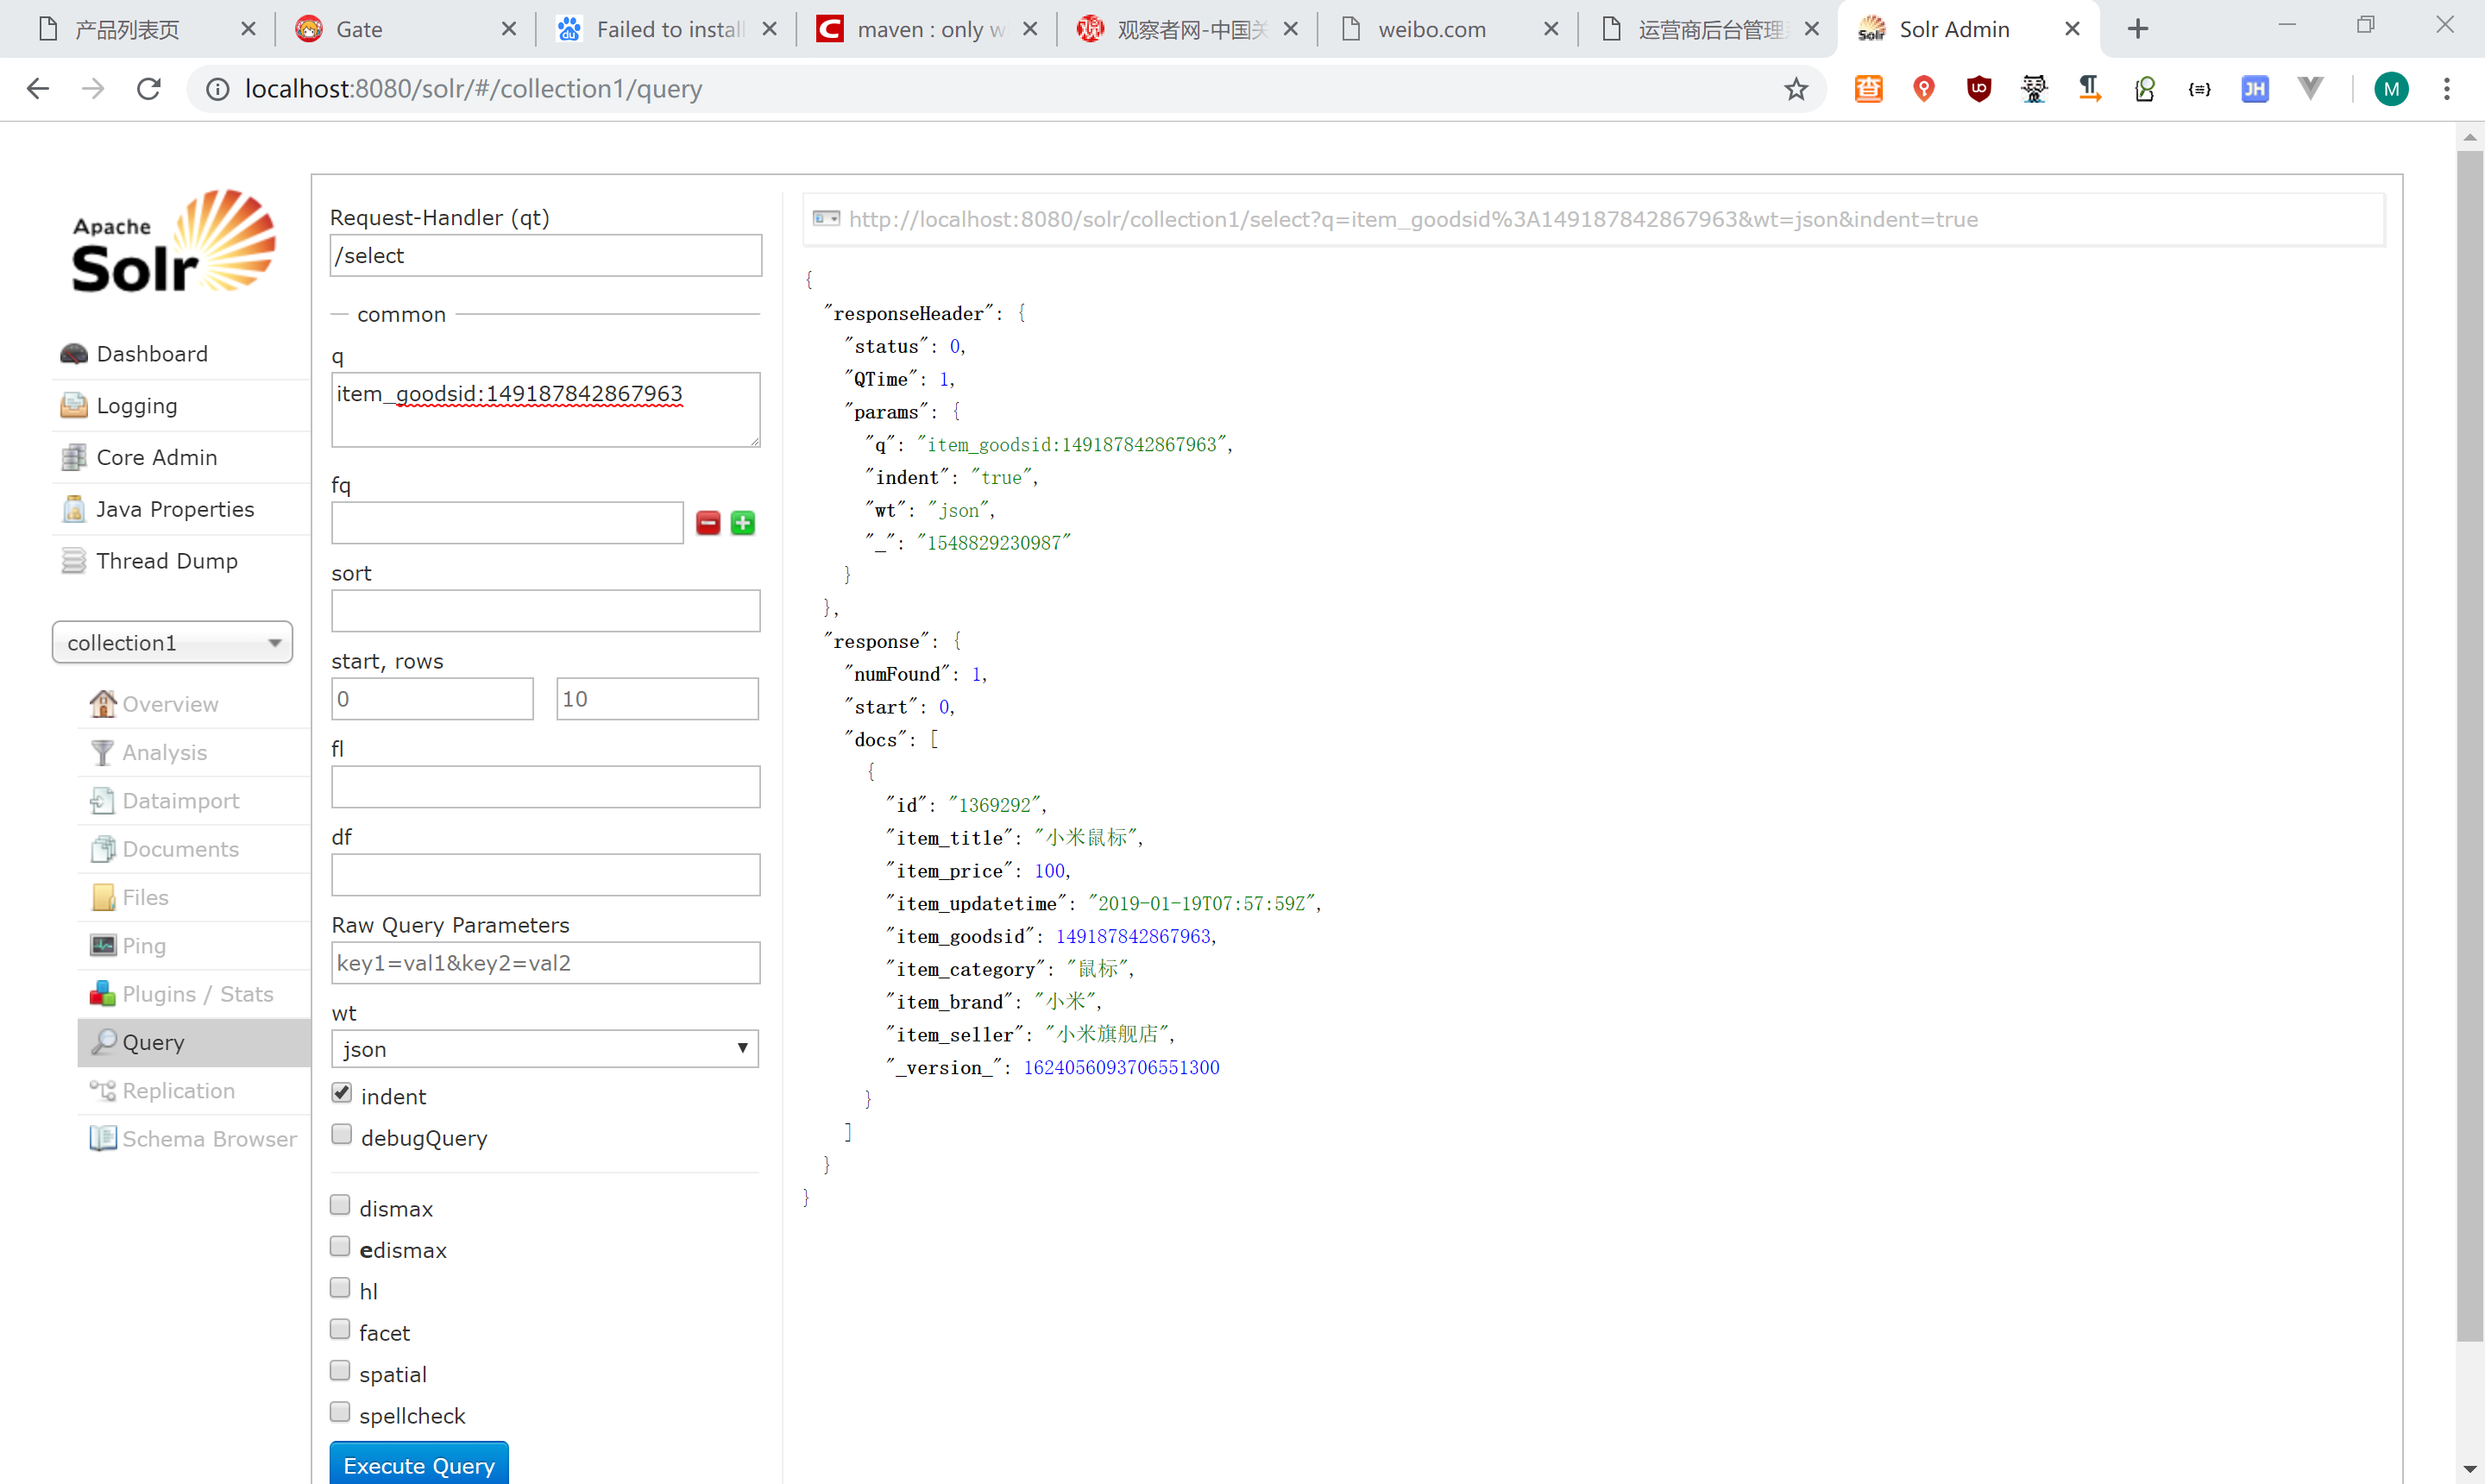 产品列表页
Gate
Failed to install
maven : only w
观察者网-中国关
weibo.com
运营商后台管理
Solr Admin
localhost:8080/solr/#/collection1/query
M
JH
Apache
Solr
Dashboard
Logging
Core Admin
Java Properties
Thread Dump
collection1
Overview
Analysis
Dataimport
Documents
Files
Ping
Plugins / Stats
Query
Replication
Schema Browser
Request-Handler (qt)
/select
common
q
item_goodsid:149187842867963
fq
sort
start, rows
0
10
fl
df
Raw Query Parameters
key1=val1&key2=val2
wt
json
indent
debugQuery
dismax
edismax
hl
facet
spatial
spellcheck
Execute Query
http://localhost:8080/solr/collection1/select?q=item_goodsid%3A149187842867963&wt=json&indent=true
{
"responseHeader": {
"status": 0,
"QTime": 1,
"params": {
"q": "item_goodsid:149187842867963",
"indent": "true",
"wt": "json",
"_": "1548829230987"
}
},
"response": {
"numFound": 1,
"start": 0,
"docs": [
{
"id": "1369292",
"item_title": "小米鼠标",
"item_price": 100,
"item_updatetime": "2019-01-19T07:57:59Z",
"item_goodsid": 149187842867963,
"item_category": "鼠标",
"item_brand": "小米",
"item_seller": "小米旗舰店",
"_version_": 1624056093706551300
}
]
}
}